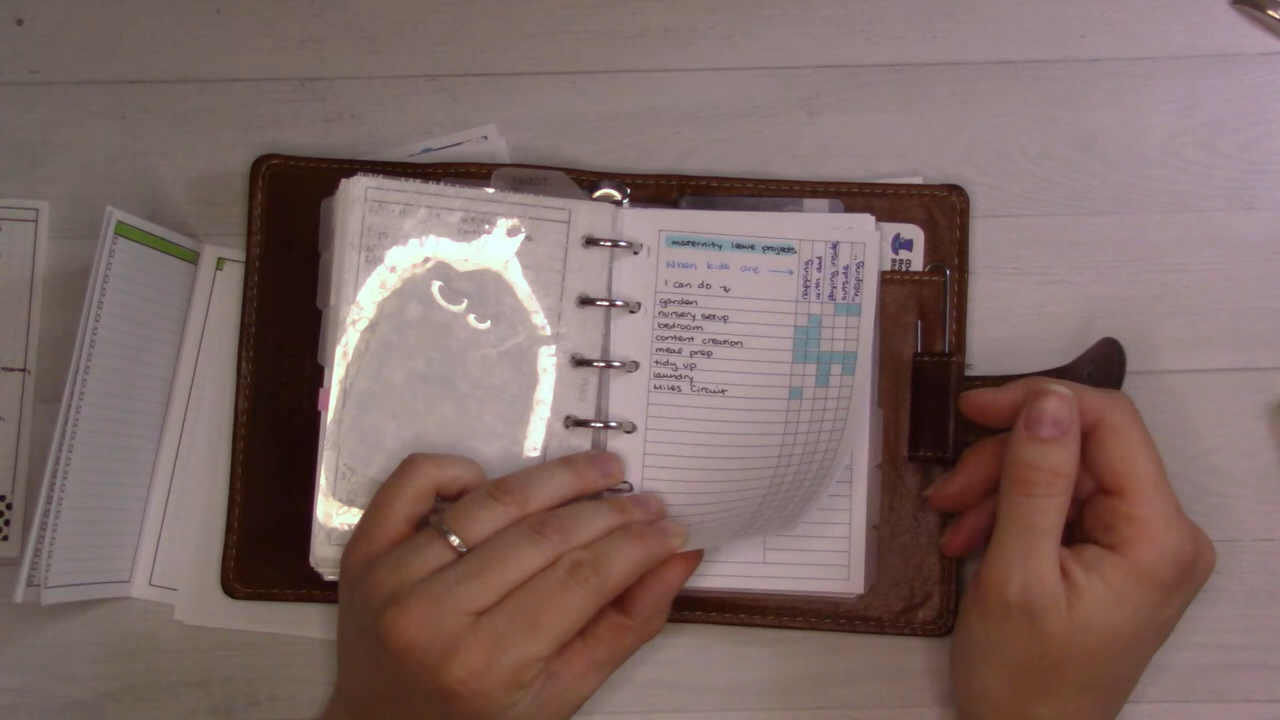 TODAY
maternity leave projects
when kids are →
napping
with dad
playing inside
outside
"helping"
I can do
garden
nursery setup
bedroom
content creation
meal prep
tidy up
laundry
Miles Circuit